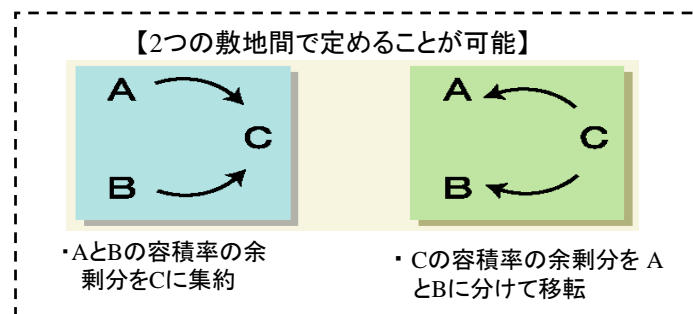 【2つの敷地間で定めることが可能】
A
C
B
A
C
B
・AとBの容積率の余
剰分をCに集約
・Cの容積率の余剰分を A
とBに分けて移転